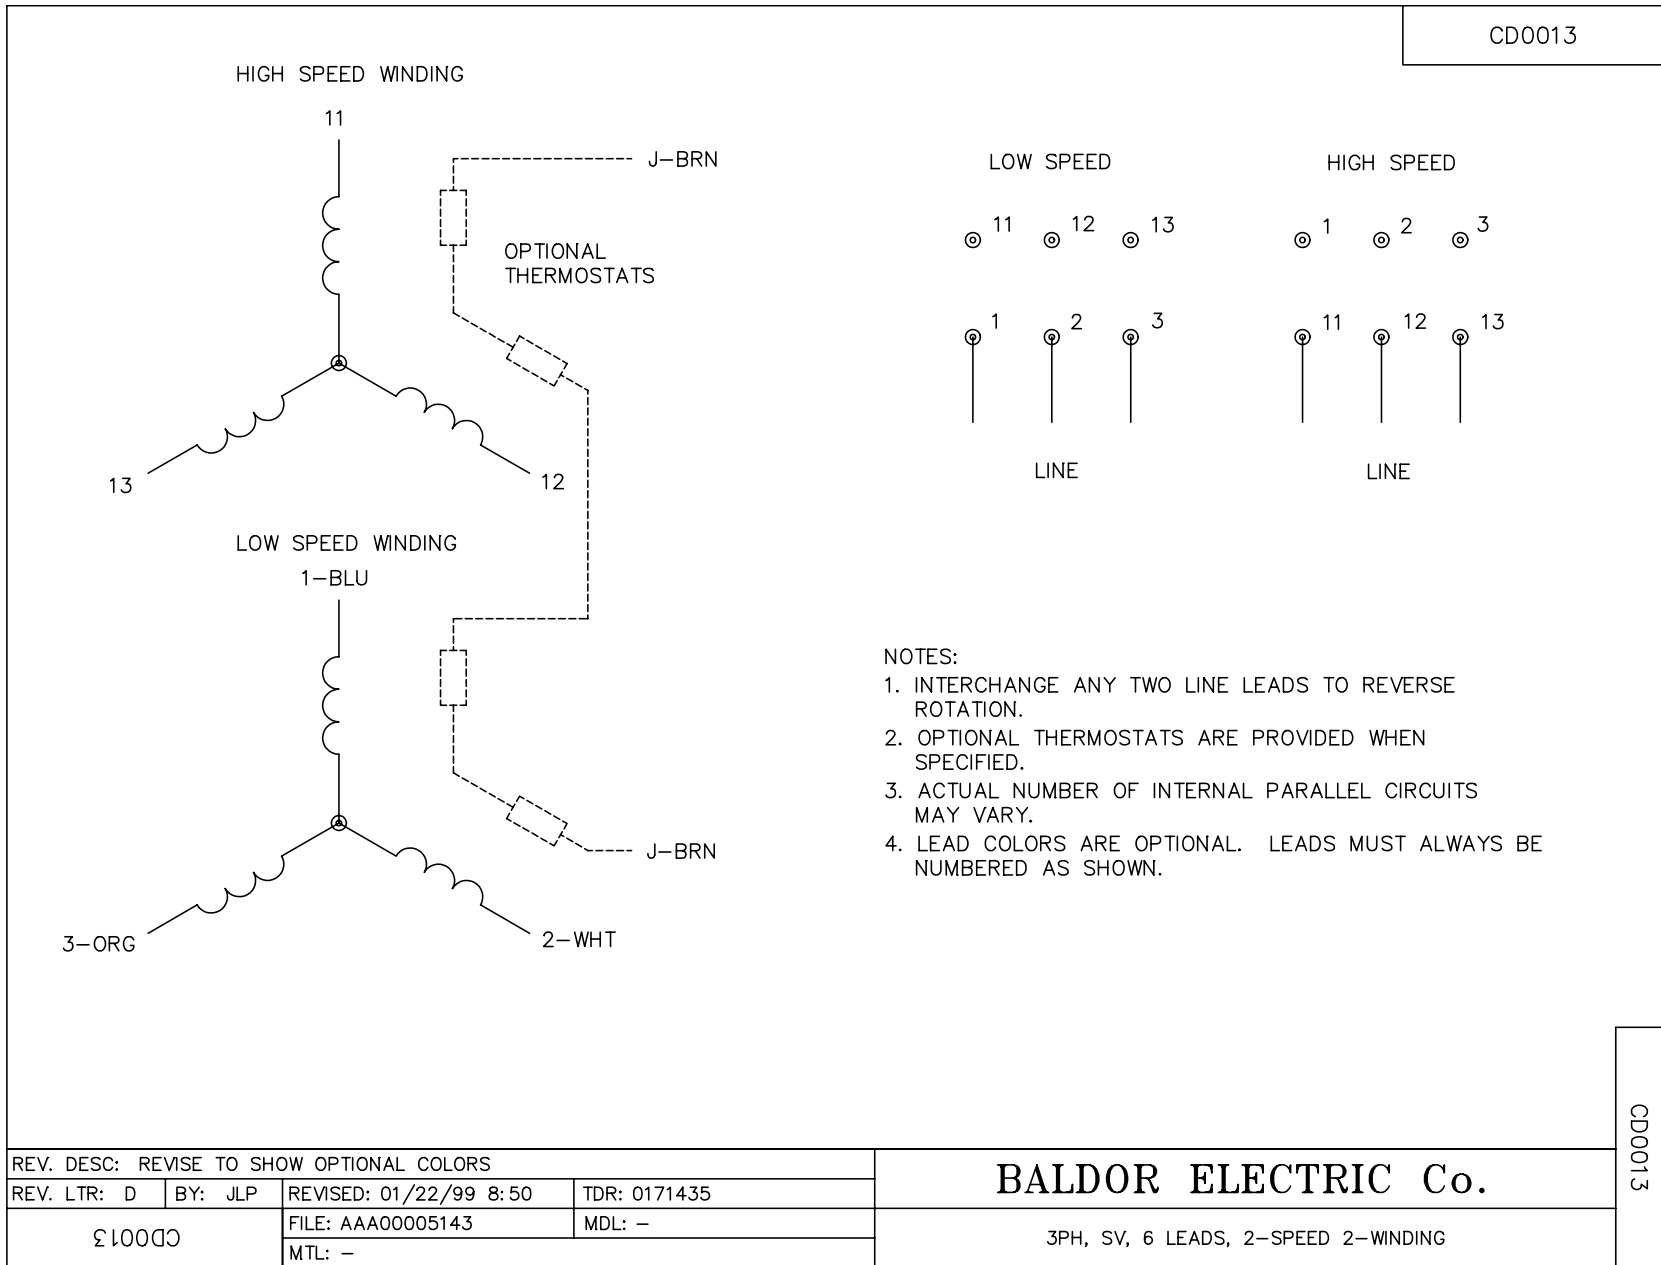 CD0013
HIGH SPEED WINDING
11
J-BRN
OPTIONAL
THERMOSTATS
13
12
LOW SPEED WINDING
1-BLU
J-BRN
3-ORG
2-WHT
LOW SPEED
11 12 13
1 2 3
LINE
HIGH SPEED
1 2 3
11 12 13
LINE
NOTES:
1. INTERCHANGE ANY TWO LINE LEADS TO REVERSE
ROTATION.
2. OPTIONAL THERMOSTATS ARE PROVIDED WHEN
SPECIFIED.
3. ACTUAL NUMBER OF INTERNAL PARALLEL CIRCUITS
MAY VARY.
4. LEAD COLORS ARE OPTIONAL. LEADS MUST ALWAYS BE
NUMBERED AS SHOWN.
CD0013
REV. DESC: REVISE TO SHOW OPTIONAL COLORS
REV. LTR: D BY: JLP REVISED: 01/22/99 8:50 TDR: 0171435
CD0013
FILE: AAA00005143 MDL: -
MTL: -
BALDOR ELECTRIC Co.
3PH, SV, 6 LEADS, 2-SPEED 2-WINDING